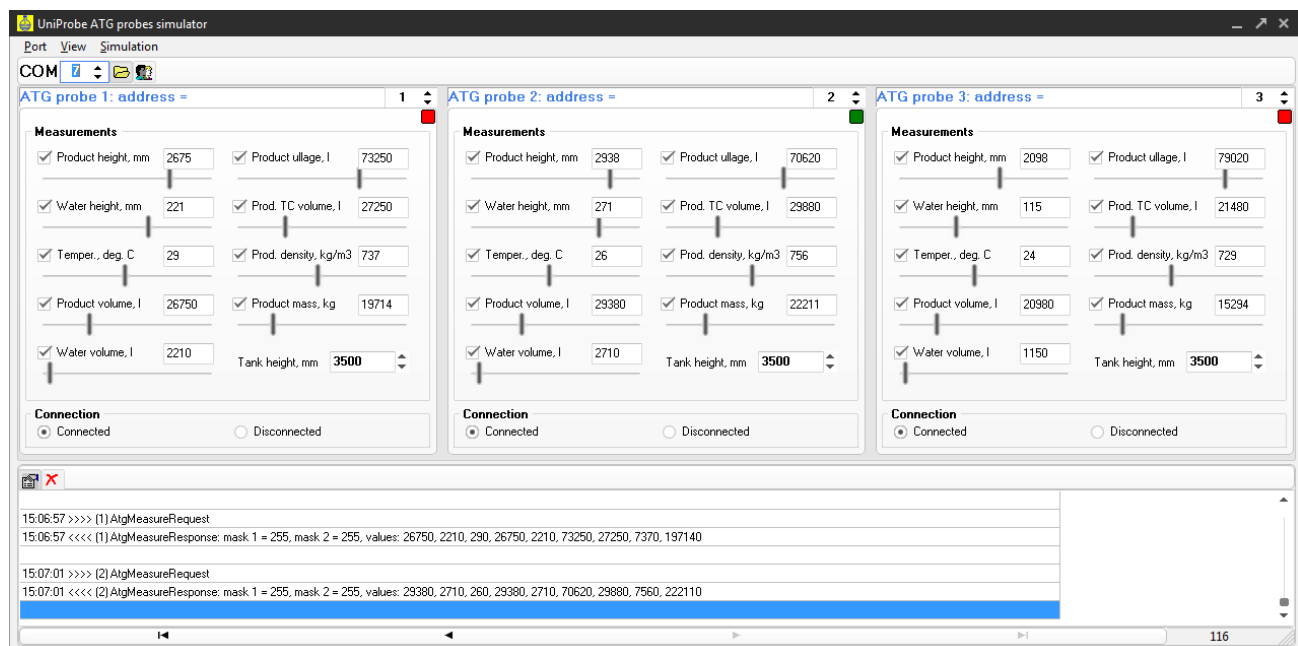 UniProbe ATG probes simulator
Port View Simulation
COM 7
ATG probe 1: address = 1
Measurements
Product height, mm 2675 Product ullage, l 73250
Water height, mm 221 Prod. TC volume, l 27250
Temper., deg. C 29 Prod. density, kg/m3 737
Product volume, l 26750 Product mass, kg 19714
Water volume, l 2210 Tank height, mm 3500
Connection
Connected Disconnected
ATG probe 2: address = 2
Measurements
Product height, mm 2938 Product ullage, l 70620
Water height, mm 271 Prod. TC volume, l 29880
Temper., deg. C 26 Prod. density, kg/m3 756
Product volume, l 29380 Product mass, kg 22211
Water volume, l 2710 Tank height, mm 3500
Connection
Connected Disconnected
ATG probe 3: address = 3
Measurements
Product height, mm 2098 Product ullage, l 79020
Water height, mm 115 Prod. TC volume, l 21480
Temper., deg. C 24 Prod. density, kg/m3 729
Product volume, l 20980 Product mass, kg 15294
Water volume, l 1150 Tank height, mm 3500
Connection
Connected Disconnected
15:06:57 >>>> (1) AtgMeasureRequest
15:06:57 <<<< (1) AtgMeasureResponse: mask 1 = 255, mask 2 = 255, values: 26750, 2210, 290, 26750, 2210, 73250, 27250, 7370, 197140
15:07:01 >>>> (2) AtgMeasureRequest
15:07:01 <<<< (2) AtgMeasureResponse: mask 1 = 255, mask 2 = 255, values: 29380, 2710, 260, 29380, 2710, 70620, 29880, 7560, 222110
116